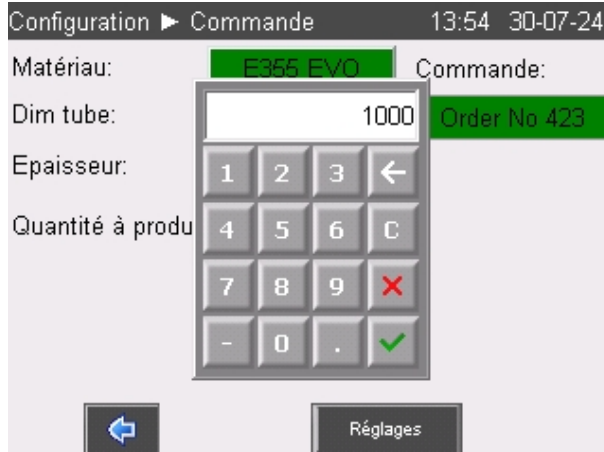 Configuration ► Commande 13:54 30-07-24
Matériau: E355 EVO Commande:
Dim tube: 1000 Order No 423
Epaisseur: 1 2 3 ←
Quantité à produ 4 5 6 C
7 8 9
- 0 .
Réglages